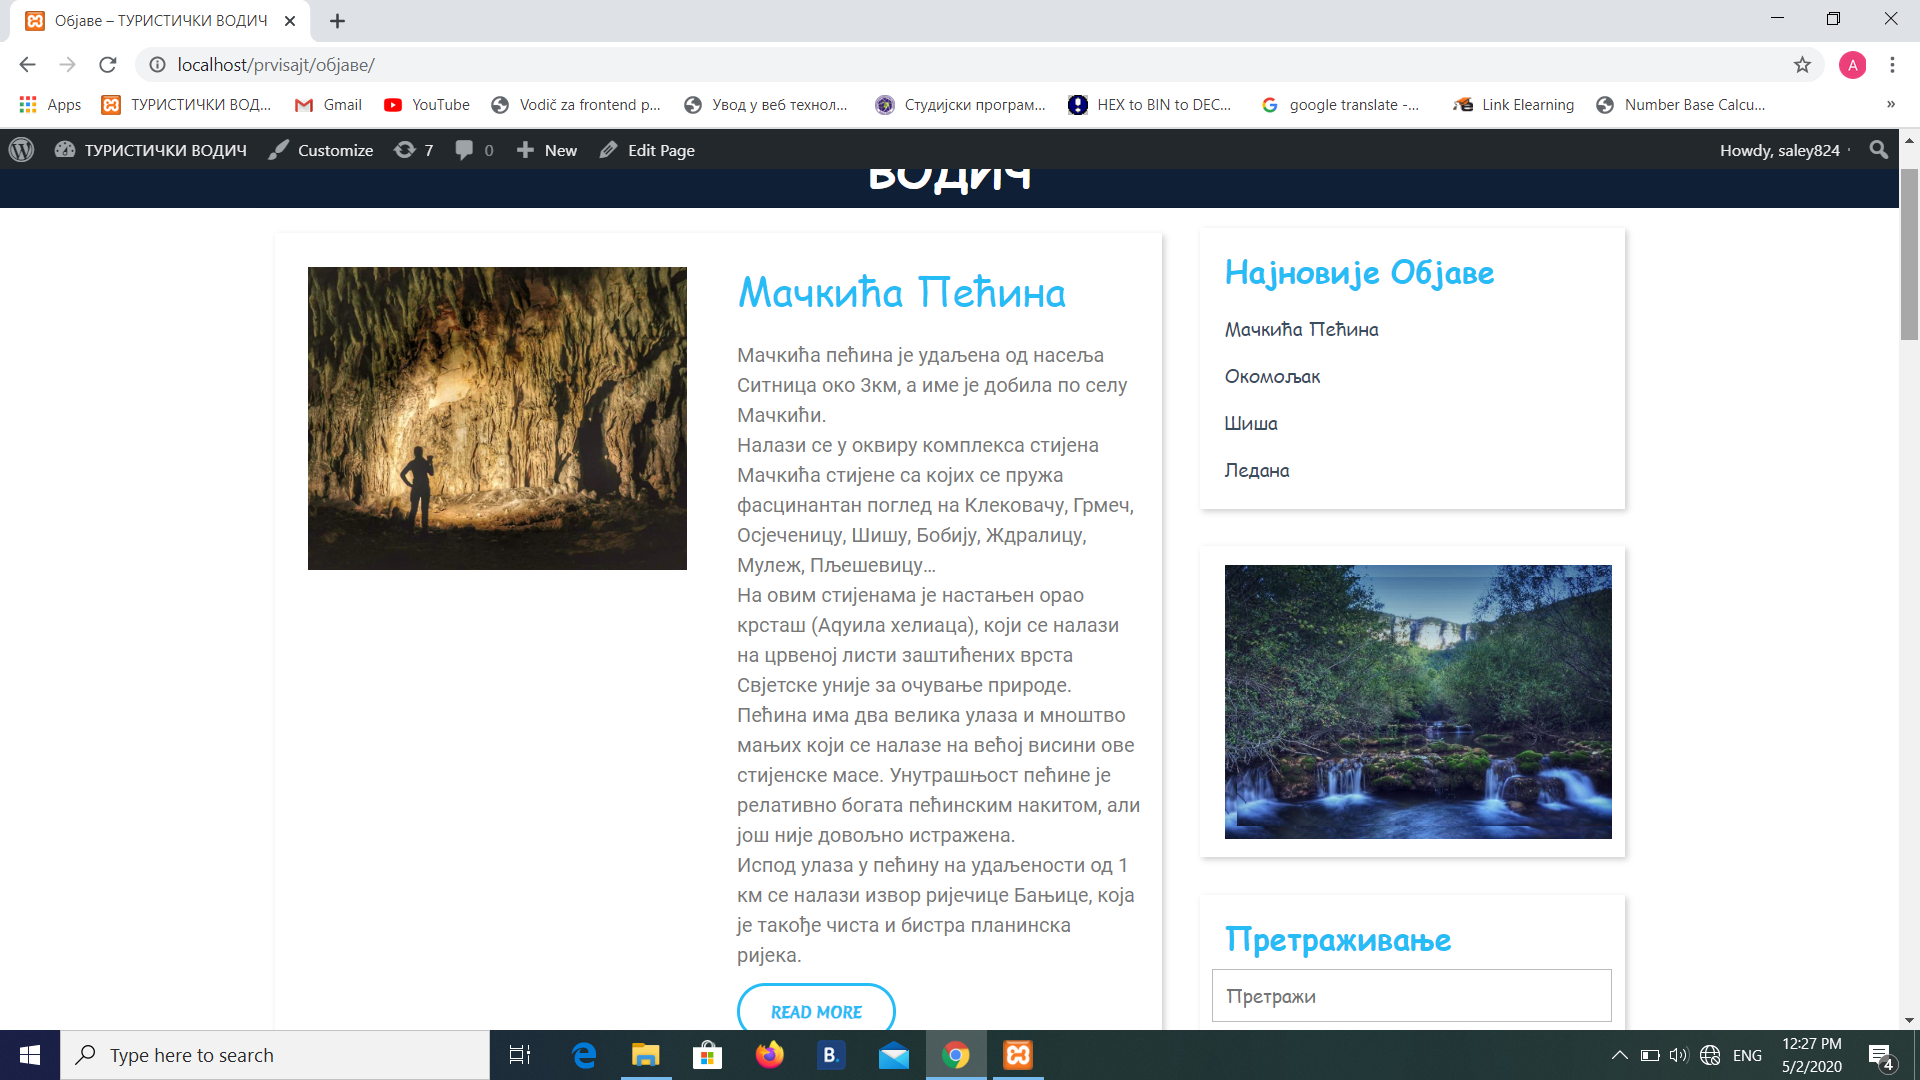 Објаве – ТУРИСТИЧКИ ВОДИЧ
localhost/prvisajt/објаве/
A
Apps
ТУРИСТИЧКИ ВОД...
Gmail
YouTube
Vodič za frontend p...
Увод у веб технол...
Студијски програм...
HEX to BIN to DEC...
google translate -...
Link Elearning
Number Base Calcu...
»
ТУРИСТИЧКИ ВОДИЧ
Customize
7
0
New
Edit Page
Howdy, saley824
ВОДИЧ
Мачкића Пећина
Мачкића пећина је удаљена од насеља
Ситница око 3км, а име је добила по селу
Мачкићи.
Налази се у оквиру комплекса стијена
Мачкића стијене са којих се пружа
фасцинантан поглед на Клековачу, Грмеч,
Осјеченицу, Шишу, Бобију, Ждралицу,
Мулеж, Пљешевицу...
На овим стијенама је настањен орао
крсташ (Аqуила хелиаца), који се налази
на црвеној листи заштићених врста
Свјетске уније за очување природе.
Пећина има два велика улаза и мноштво
мањих који се налазе на већој висини ове
стијенске масе. Унутрашњост пећине је
релативно богата пећинским накитом, али
још није довољно истражена.
Испод улаза у пећину на удаљености од 1
км се налази извор ријечице Бањице, која
је такође чиста и бистра планинска
ријека.
READ MORE
Најновије Објаве
Мачкића Пећина
Окомољак
Шиша
Ледана
Претраживање
Претражи
Type here to search
B.
ENG
12:27 PM
5/2/2020
4